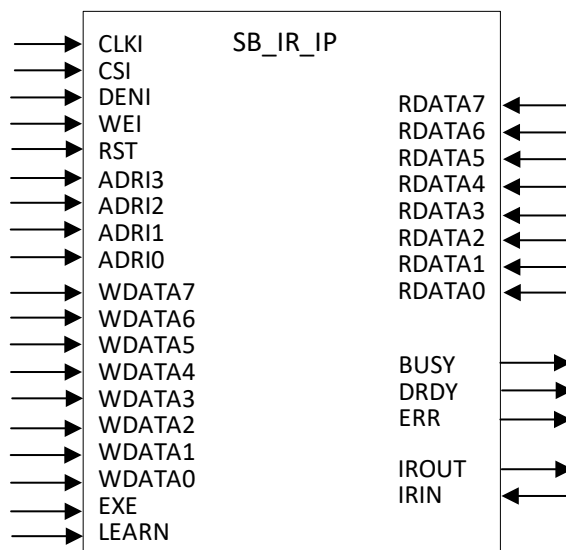 SB_IR_IP
CLKI
CSI
DENI
WEI
RST
ADRI3
ADRI2
ADRI1
ADRI0
WDATA7
WDATA6
WDATA5
WDATA4
WDATA3
WDATA2
WDATA1
WDATA0
EXE
LEARN
RDATA7
RDATA6
RDATA5
RDATA4
RDATA3
RDATA2
RDATA1
RDATA0
BUSY
DRDY
ERR
IROUT
IRIN